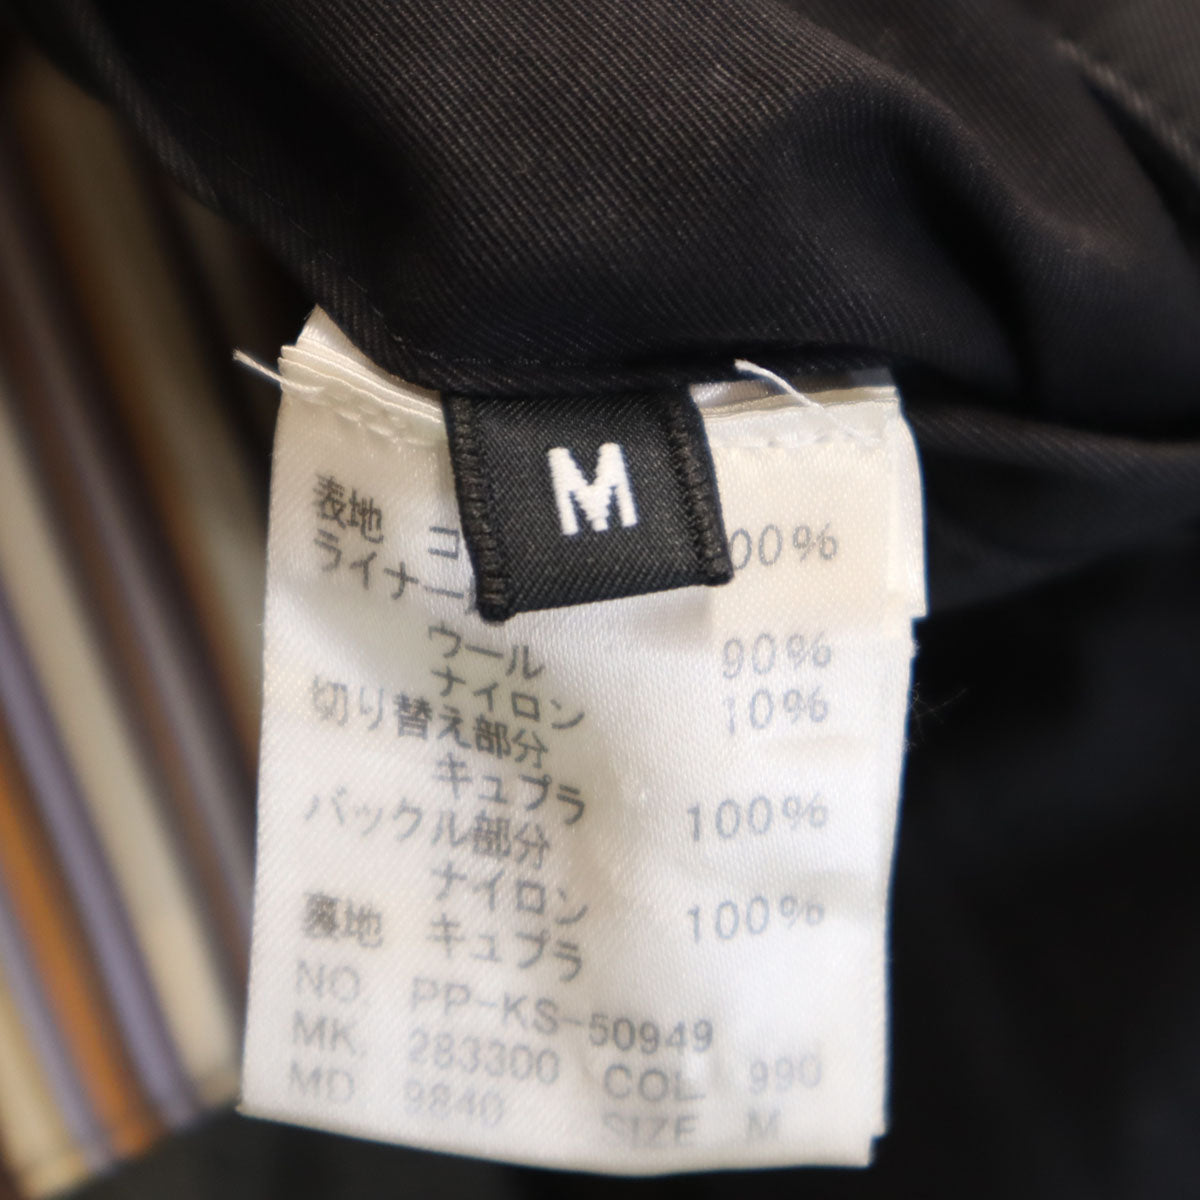 M
表地 コ 00%
ライナー
ウール 90%
ナイロン 10%
切り替え部分
キュプラ 100%
バックル部分
ナイロン 100%
裏地 キュプラ
NO. PP-KS-50949
MK. 283300 COL 990
MD 9840 SIZE M